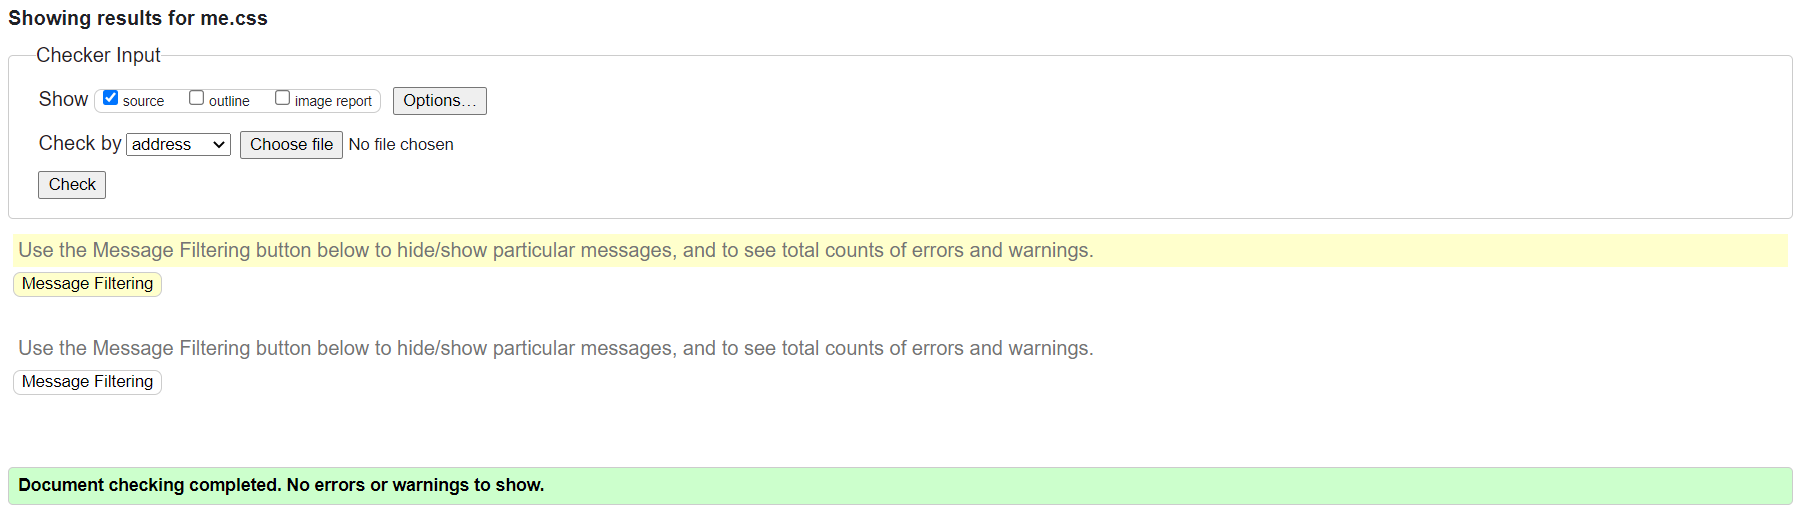 Showing results for me.css
Checker Input
Show source outline image report Options...
Check by address Choose file No file chosen
Check
Use the Message Filtering button below to hide/show particular messages, and to see total counts of errors and warnings.
Message Filtering
Use the Message Filtering button below to hide/show particular messages, and to see total counts of errors and warnings.
Message Filtering
Document checking completed. No errors or warnings to show.